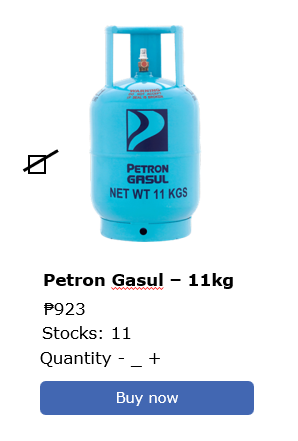 PETRON
GASUL
NET WT 11 KGS
Petron Gasul – 11kg
₱923
Stocks: 11
Quantity - _ +
Buy now